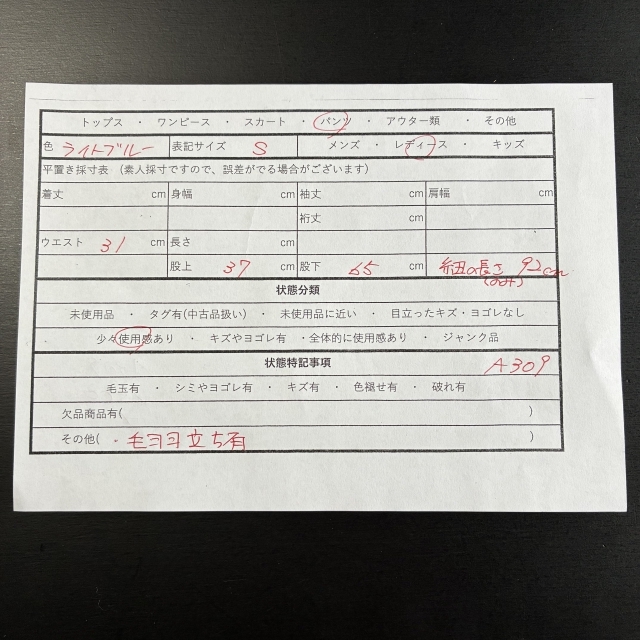 トップス ・ ワンピース ・ スカート ・ パンツ ・ アウター類 ・ その他
色 ライトブルー 表記サイズ S メンズ ・ レディース ・ キッズ
平置き採寸表 (素人採寸ですので、誤差がでる場合がございます)
着丈 cm 身幅 cm 袖丈 cm 肩幅 cm
裄丈 cm
ウエスト 31 cm 長さ cm
股上 37 cm 股下 65 cm 紐の長さ 92cm
(のみ)
状態分類
未使用品 ・ タグ有(中古品扱い) ・ 未使用品に近い ・ 目立ったキズ・ヨゴレなし
少々使用感あり ・ キズやヨゴレ有 ・全体的に使用感あり ・ ジャンク品
状態特記事項 A309
毛玉有 ・ シミやヨゴレ有 ・ キズ有 ・ 色褪せ有 ・ 破れ有
欠品商品有( )
その他( ・毛ヨヨ立ち有 )